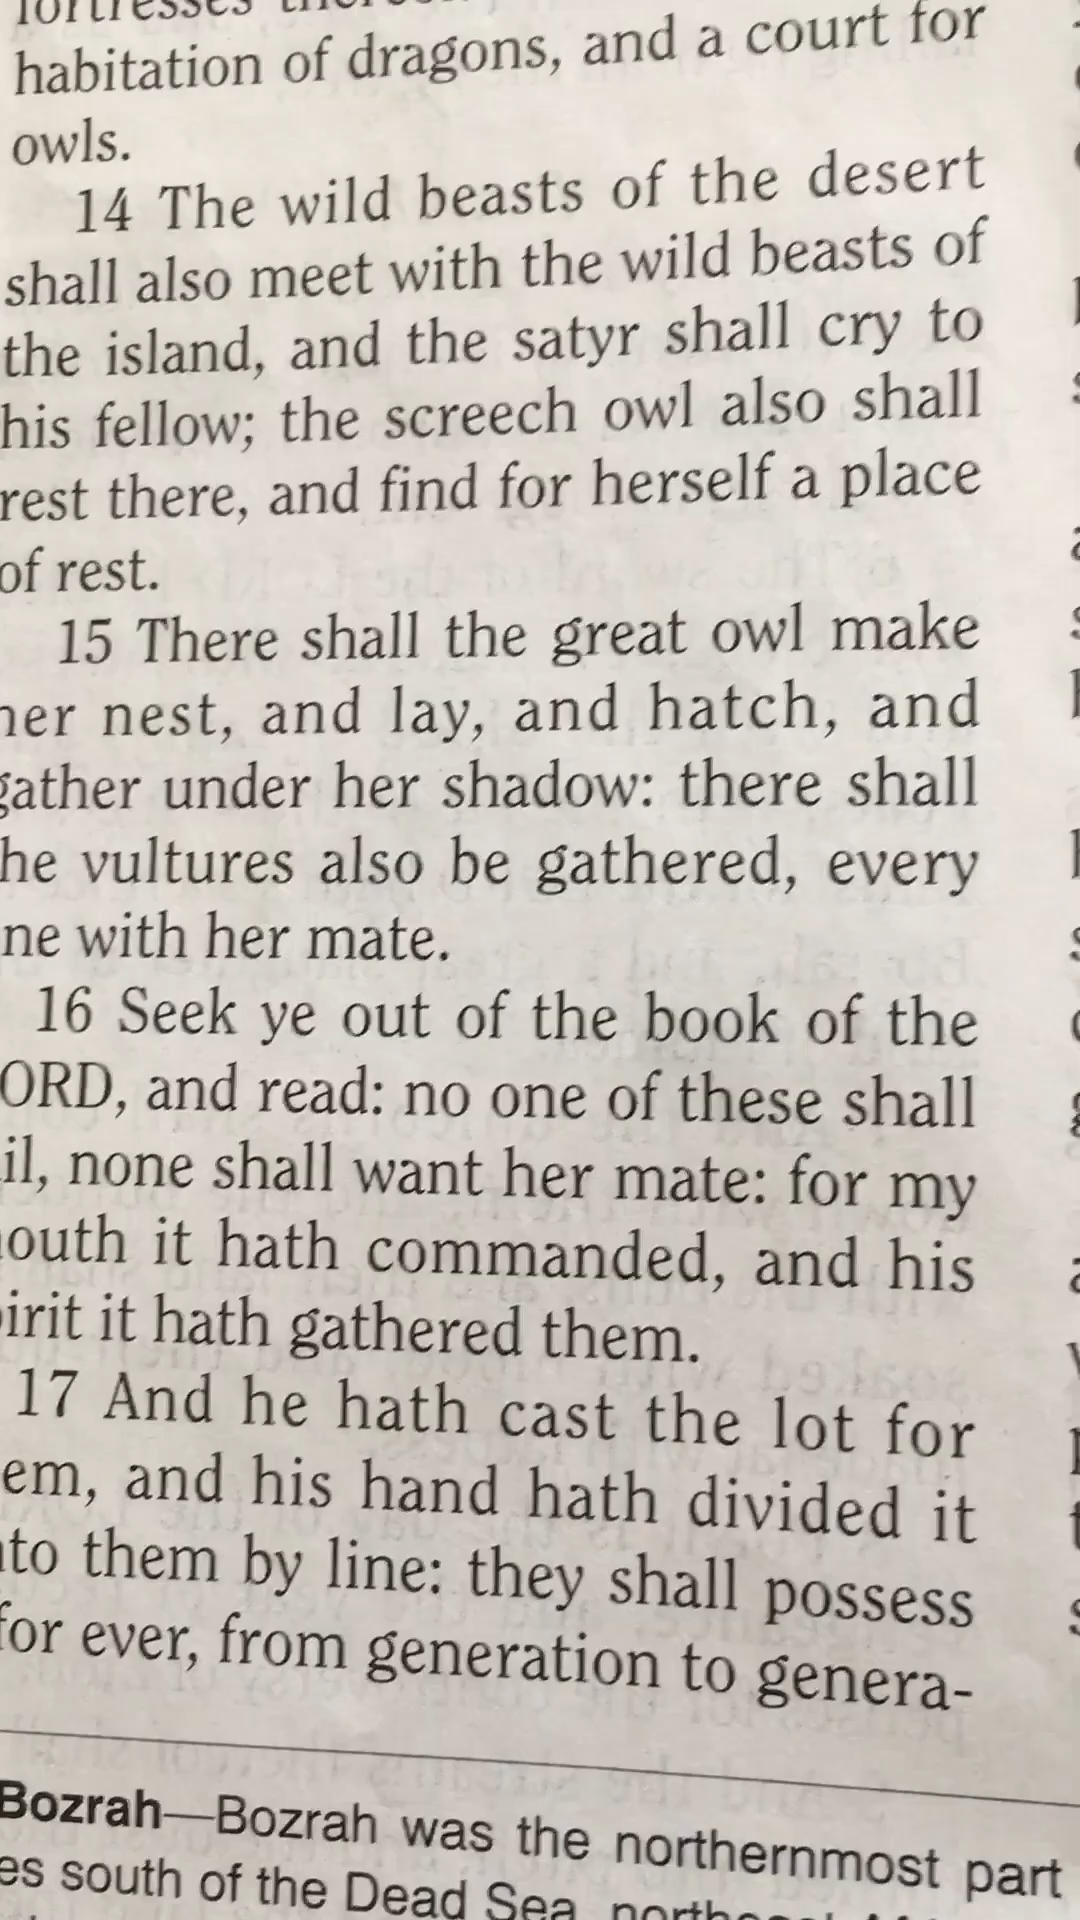 fortresses
habitation of dragons, and a court for
owls.
14 The wild beasts of the desert
shall also meet with the wild beasts of
the island, and the satyr shall cry to
his fellow; the screech owl also shall
rest there, and find for herself a place
of rest.
15 There shall the great owl make
her nest, and lay, and hatch, and
gather under her shadow: there shall
he vultures also be gathered, every
ne with her mate.
16 Seek ye out of the book of the
ORD, and read: no one of these shall
il, none shall want her mate: for my
outh it hath commanded, and his
irit it hath gathered them.
17 And he hath cast the lot for
em, and his hand hath divided it
to them by line: they shall possess
for ever, from generation to genera-
Bozrah—Bozrah was the northernmost part
es south of the Dead Sea,